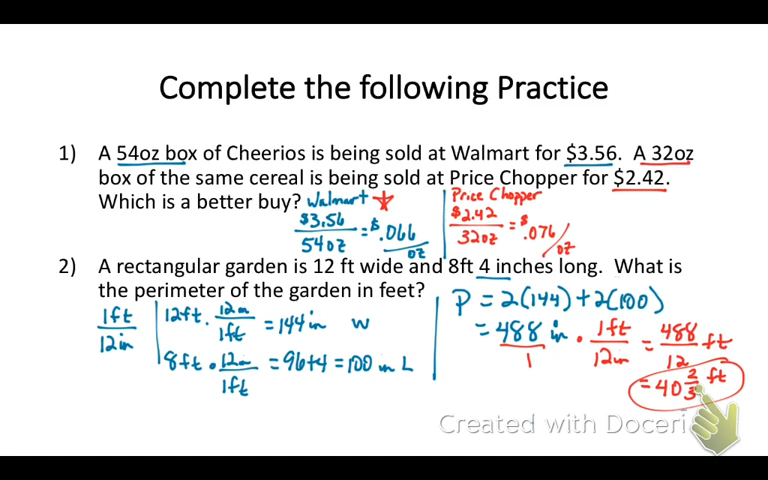 Complete the following Practice
1) A 54oz box of Cheerios is being sold at Walmart for $3.56. A 32oz
box of the same cereal is being sold at Price Chopper for $2.42.
Which is a better buy?
Walmart
$3.56 / 54oz = $.066 / oz
Price Chopper
$2.42 / 32oz = $.076 / oz
2) A rectangular garden is 12 ft wide and 8ft 4 inches long. What is
the perimeter of the garden in feet?
1ft / 12in
12ft · 12in / 1ft = 144 in W
8ft · 12in / 1ft = 96+4 = 100 in L
P = 2(144) + 2(100)
= 488 in / 1 · 1ft / 12in = 488 / 12 ft
= 40 2/3 ft
Created with Doceri